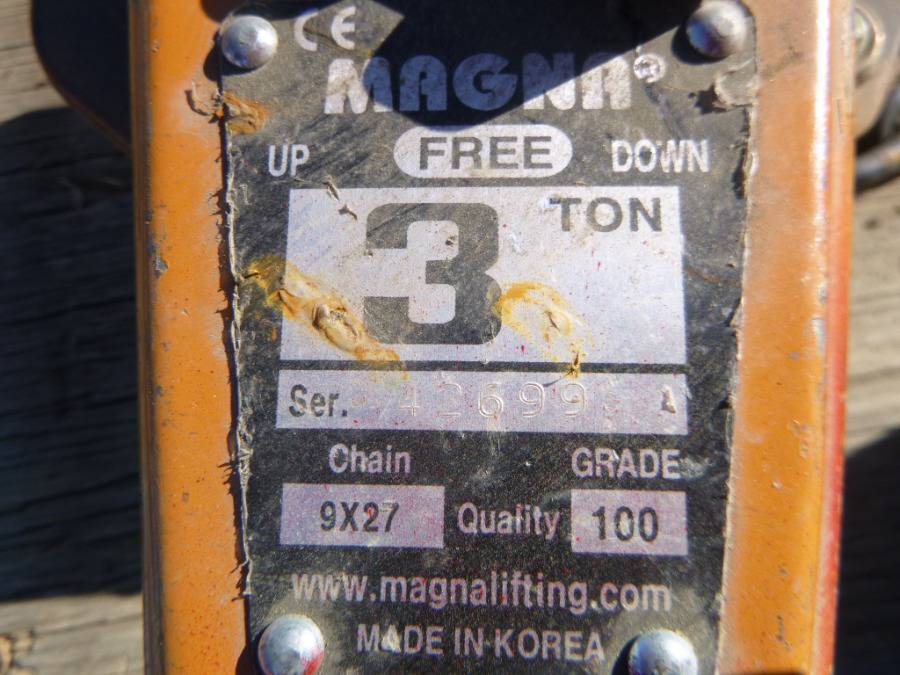 CE
MAGNA®
UP FREE DOWN
3 TON
Ser. A
Chain GRADE
9X27 Quality 100
www.magnalifting.com
MADE IN KOREA